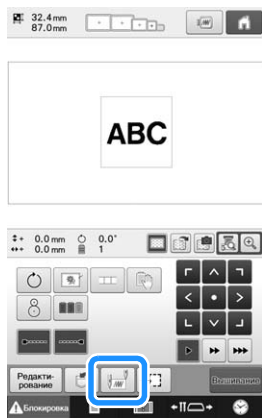 32.4 mm
87.0 mm
ABC
0.0 mm 0.0°
0.0 mm 1
Редакти-
рование
Вышивание
Блокировка